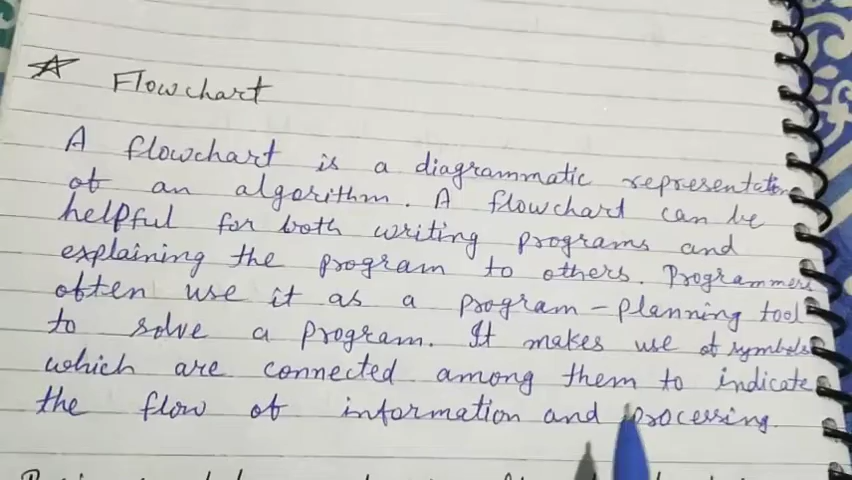 ☆ Flowchart
A flowchart is a diagrammatic representation
of an algorithm. A flowchart can be
helpful for both writing programs and
explaining the program to others. Programmers
often use it as a program - planning tool
to solve a program. It makes use of symbols
which are connected among them to indicate
the flow of information and processing.